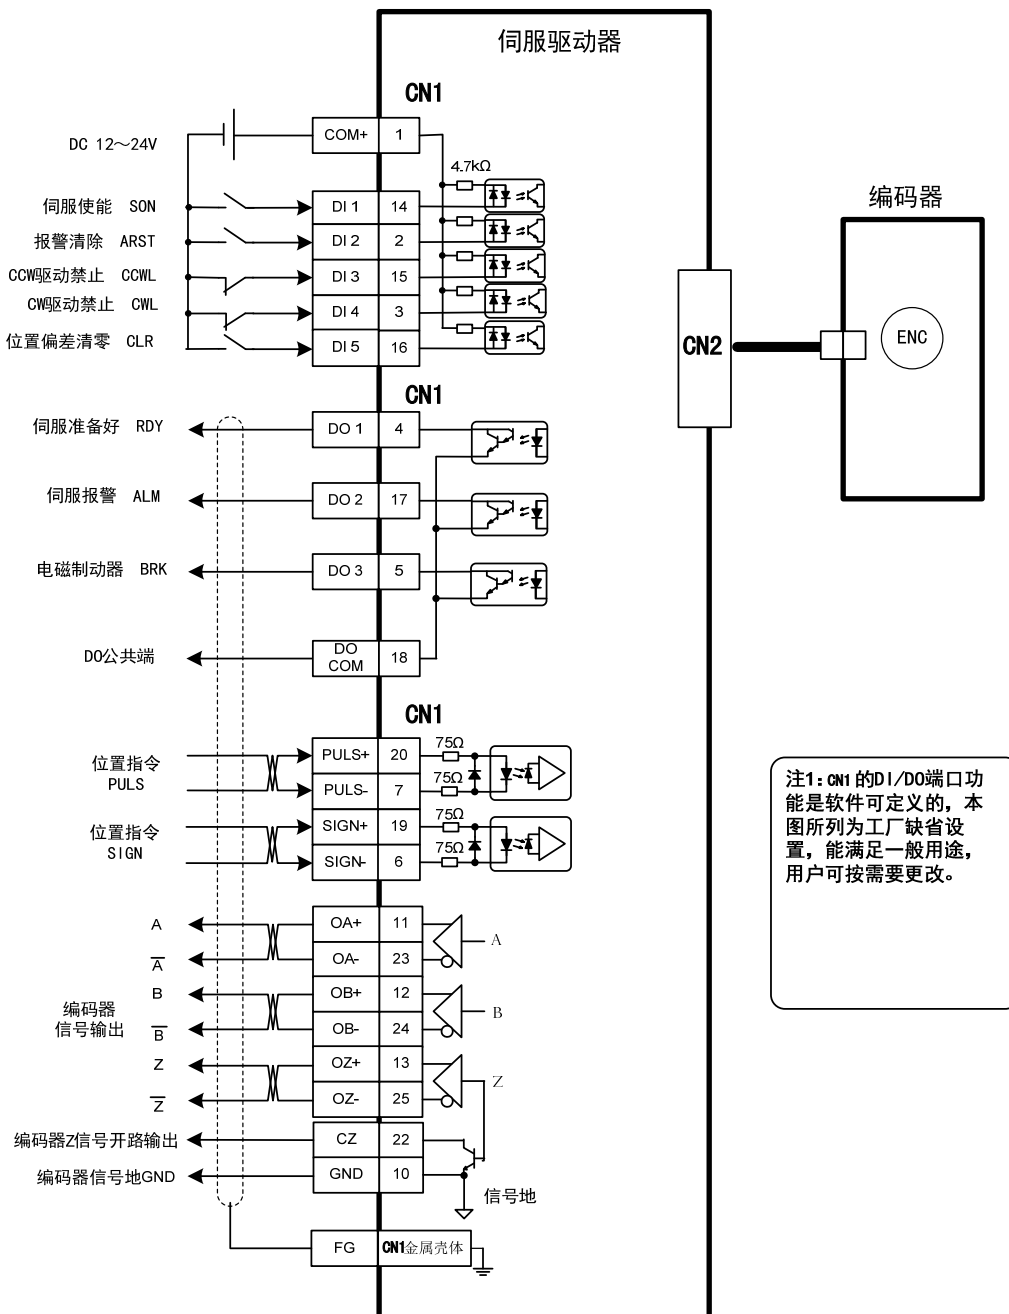 伺服驱动器
CN1
DC 12～24V
COM+ 1
4.7kΩ
伺服使能 SON DI 1 14
报警清除 ARST DI 2 2
CCW驱动禁止 CCWL DI 3 15
CW驱动禁止 CWL DI 4 3
位置偏差清零 CLR DI 5 16
编码器
ENC
CN2
CN1
伺服准备好 RDY DO 1 4
伺服报警 ALM DO 2 17
电磁制动器 BRK DO 3 5
DO公共端 DO COM 18
CN1
位置指令
PULS
PULS+ 20 75Ω
PULS- 7 75Ω
位置指令
SIGN
SIGN+ 19 75Ω
SIGN- 6 75Ω
注1：CN1的DI/DO端口功
能是软件可定义的，本
图所列为工厂缺省设
置，能满足一般用途，
用户可按需要更改。
编码器
信号输出
A OA+ 11 A
A̅ OA- 23
B OB+ 12 B
B̅ OB- 24
Z OZ+ 13 Z
Z̅ OZ- 25
编码器Z信号开路输出 CZ 22
编码器信号地GND GND 10
信号地
FG CN1金属壳体